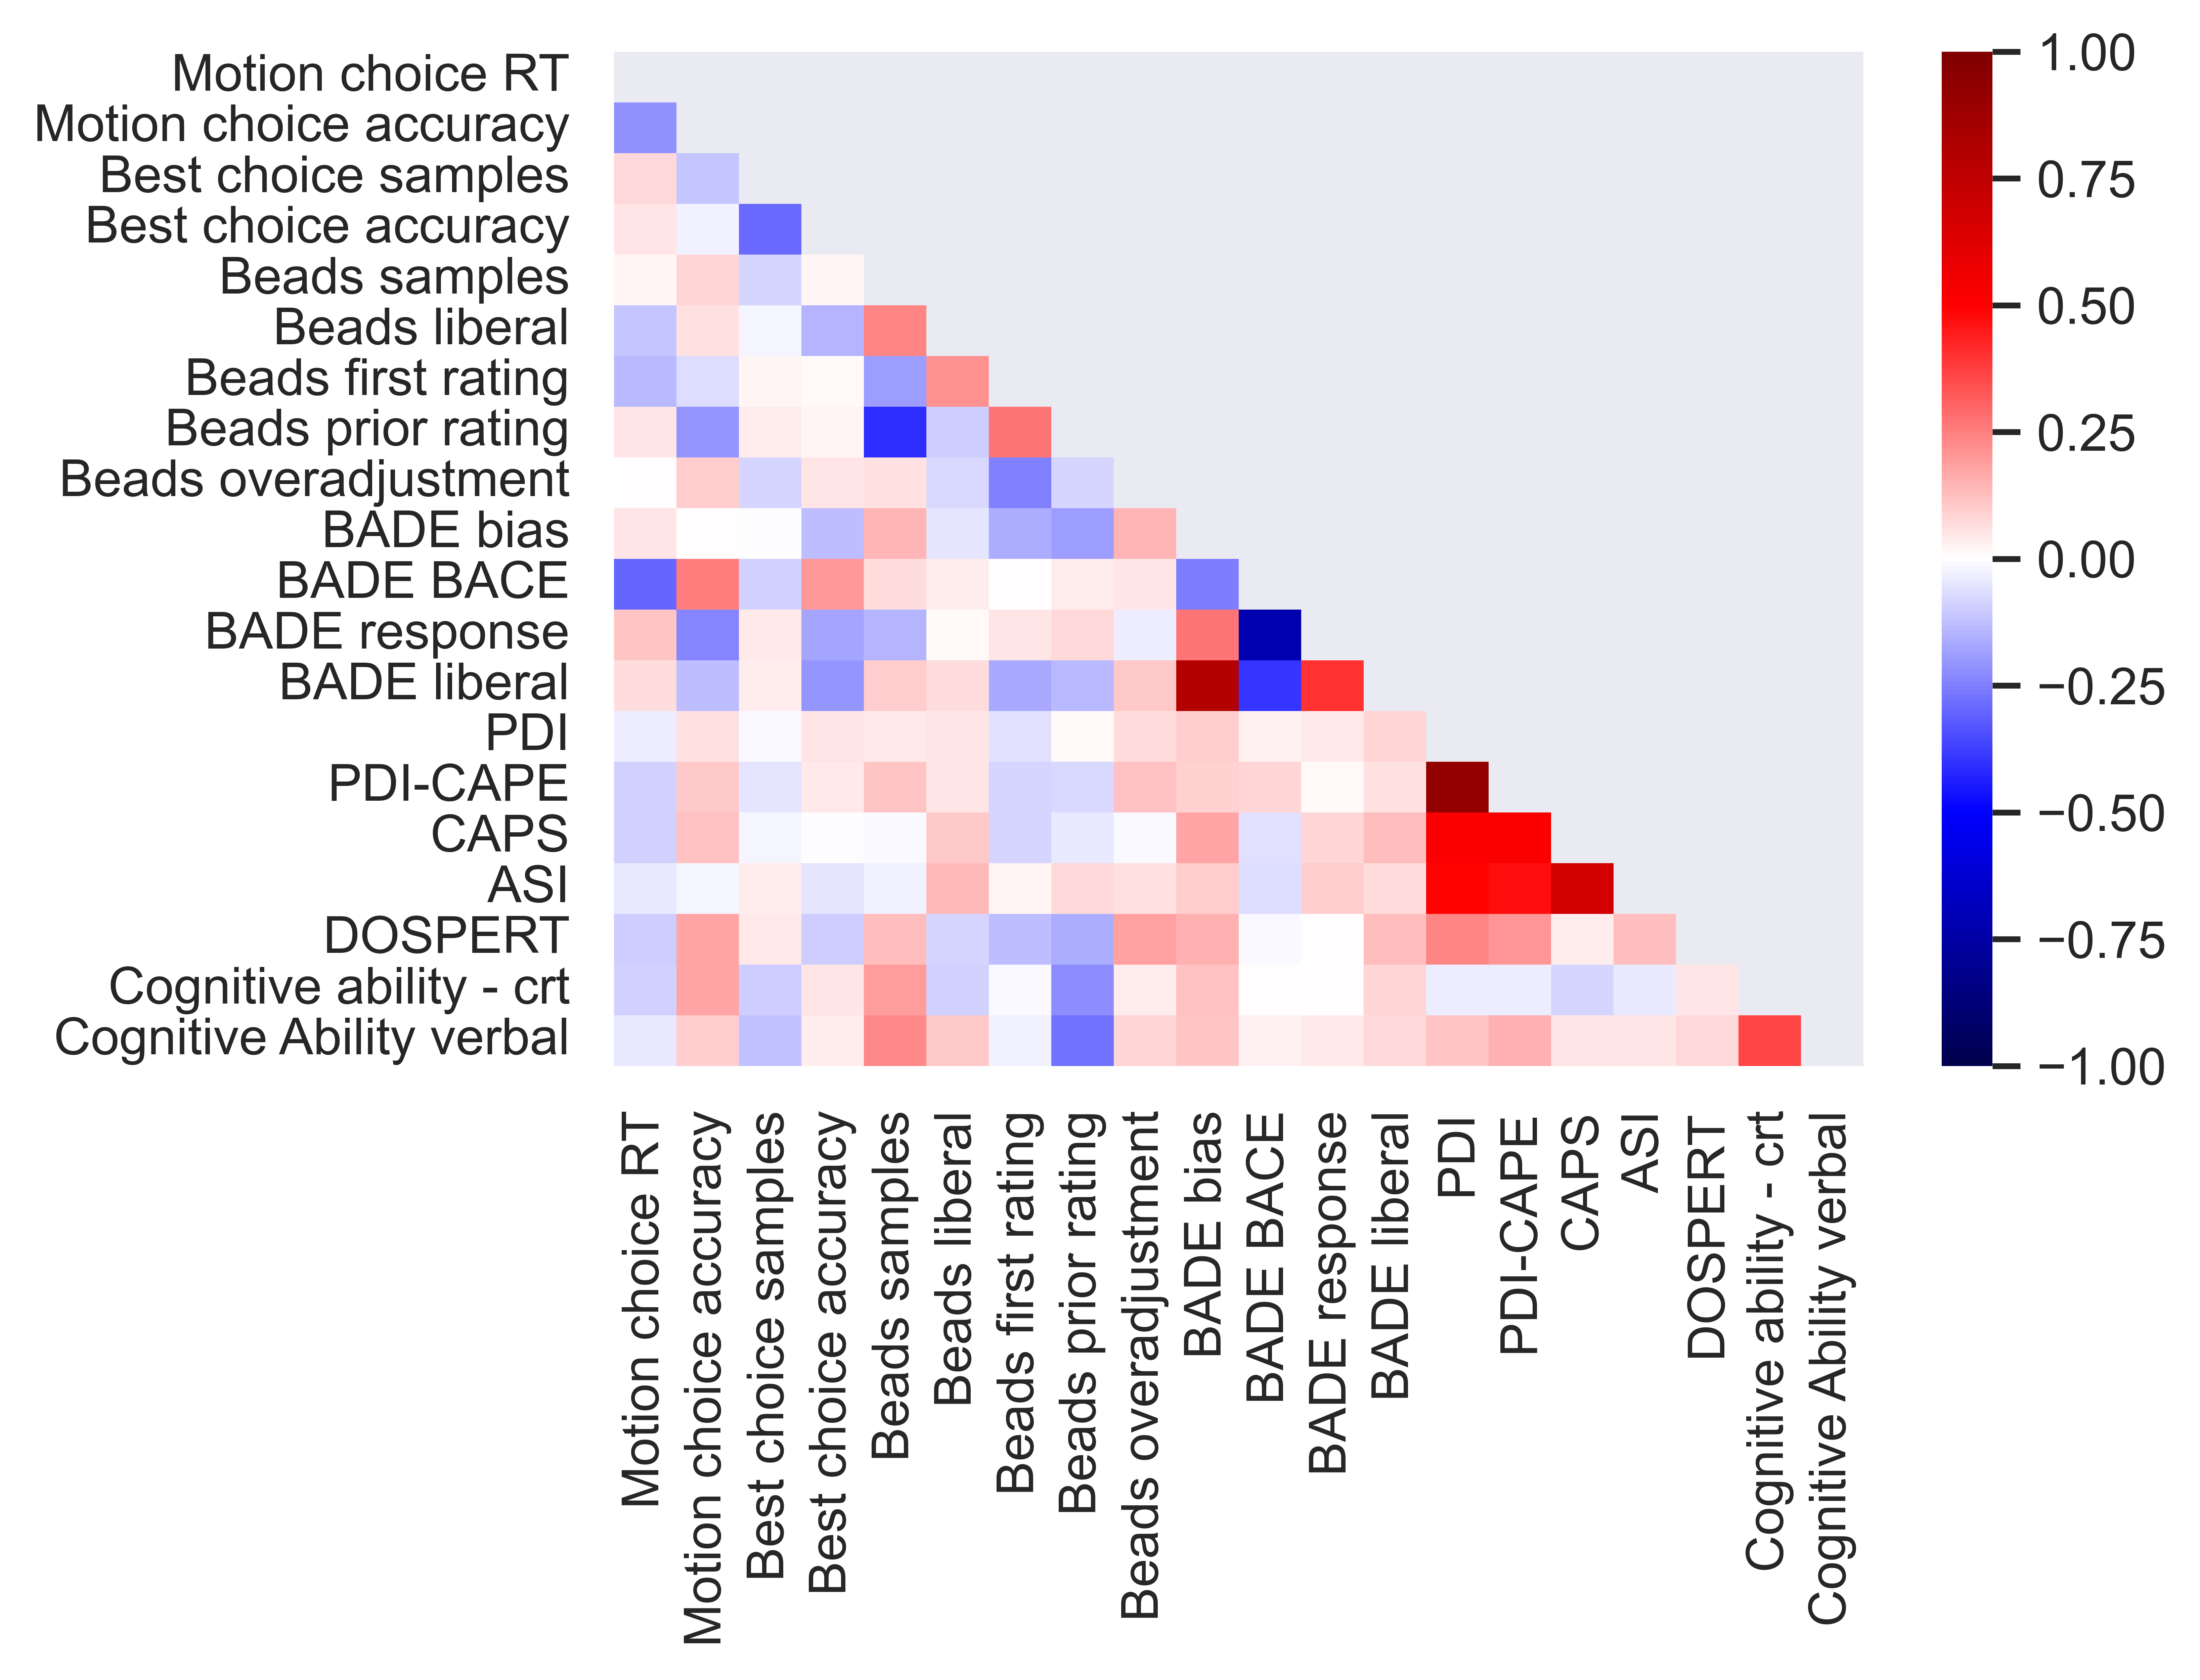 Motion choice RT
Motion choice accuracy
Best choice samples
Best choice accuracy
Beads samples
Beads liberal
Beads first rating
Beads prior rating
Beads overadjustment
BADE bias
BADE BACE
BADE response
BADE liberal
PDI
PDI-CAPE
CAPS
ASI
DOSPERT
Cognitive ability - crt
Cognitive Ability verbal
Motion choice RT
Motion choice accuracy
Best choice samples
Best choice accuracy
Beads samples
Beads liberal
Beads first rating
Beads prior rating
Beads overadjustment
BADE bias
BADE BACE
BADE response
BADE liberal
PDI
PDI-CAPE
CAPS
ASI
DOSPERT
Cognitive ability - crt
Cognitive Ability verbal
1.00
0.75
0.50
0.25
0.00
−0.25
−0.50
−0.75
−1.00